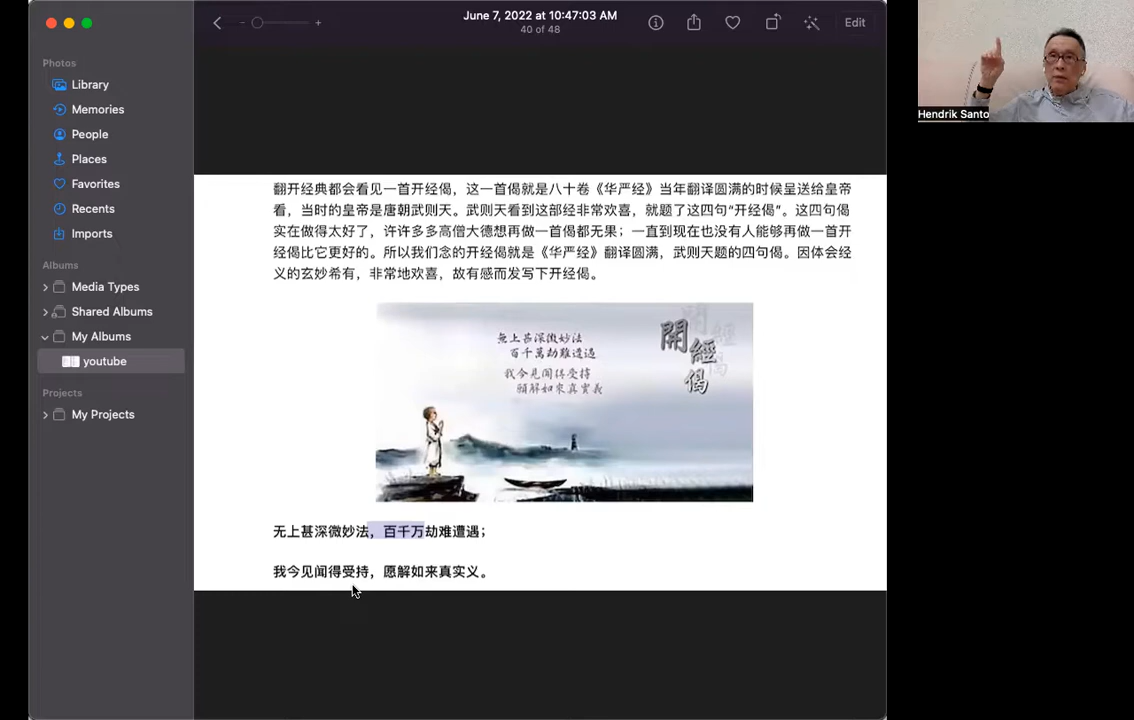 June 7, 2022 at 10:47:03 AM
40 of 48
Edit
Photos
Library
Memories
People
Places
Favorites
Recents
Imports
Albums
Media Types
Shared Albums
My Albums
youtube
Projects
My Projects
翻开经典都会看见一首开经偈，这一首偈就是八十卷《华严经》当年翻译圆满的时候呈送给皇帝
看，当时的皇帝是唐朝武则天。武则天看到这部经非常欢喜，就题了这四句“开经偈”。这四句偈
实在做得太好了，许许多多高僧大德想再做一首偈都无果；一直到现在也没有人能够再做一首开
经偈比它更好的。所以我们念的开经偈就是《华严经》翻译圆满，武则天题的四句偈。因体会经
义的玄妙希有，非常地欢喜，故有感而发写下开经偈。
開經偈
無上甚深微妙法
百千萬劫難遭遇
我今見聞得受持
願解如來真實義
无上甚深微妙法，百千万劫难遭遇；
我今见闻得受持，愿解如来真实义。
Hendrik Santo